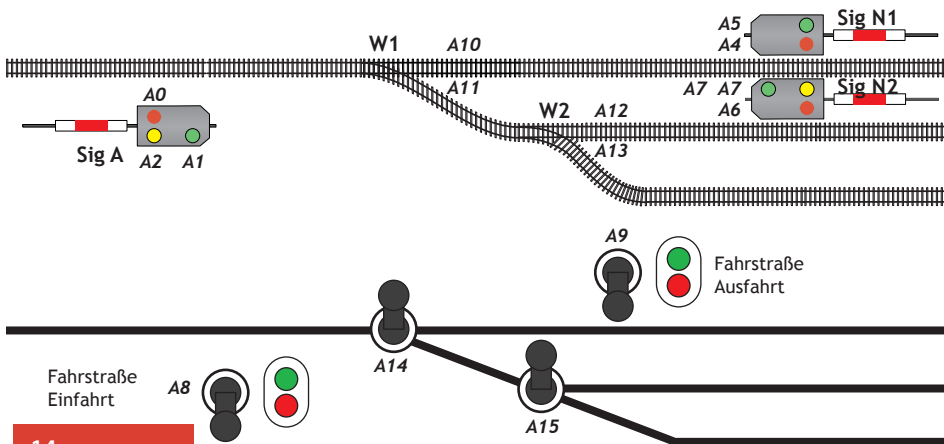 A5
Sig N1
A4
W1
A10
A11
A7
A7
Sig N2
A6
A0
Sig A
A2
A1
W2
A12
A13
A9
Fahrstraße
Ausfahrt
A14
Fahrstraße
Einfahrt
A8
A15
14